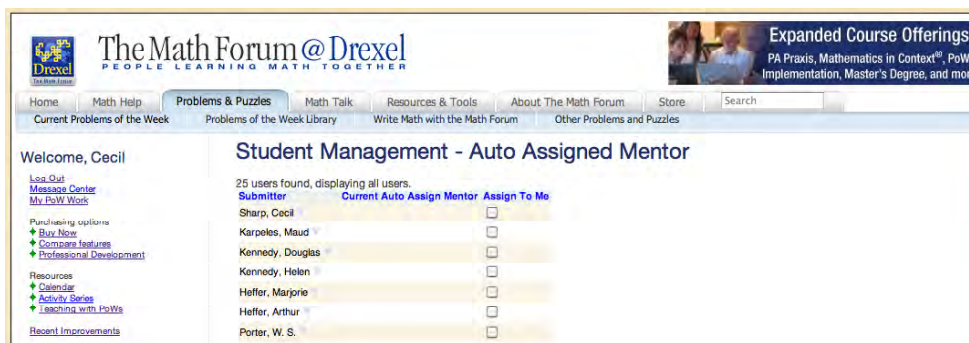 Drexel
The Math Forum
The Math Forum @ Drexel
PEOPLE LEARNING MATH TOGETHER
Expanded Course Offerings
PA Praxis, Mathematics in Context, PoW
Implementation, Master's Degree, and mo
Home Math Help Problems & Puzzles Math Talk Resources & Tools About The Math Forum Store Search
Current Problems of the Week Problems of the Week Library Write Math with the Math Forum Other Problems and Puzzles
Welcome, Cecil
Log Out
Message Center
My PoW Work
Purchasing options
Buy Now
Compare features
Professional Development
Resources
Calendar
Activity Series
Teaching with PoWs
Recent Improvements
Student Management - Auto Assigned Mentor
25 users found, displaying all users.
Submitter Current Auto Assign Mentor Assign To Me
Sharp, Cecil
Karpeles, Maud
Kennedy, Douglas
Kennedy, Helen
Heffer, Marjorie
Heffer, Arthur
Porter, W. S.